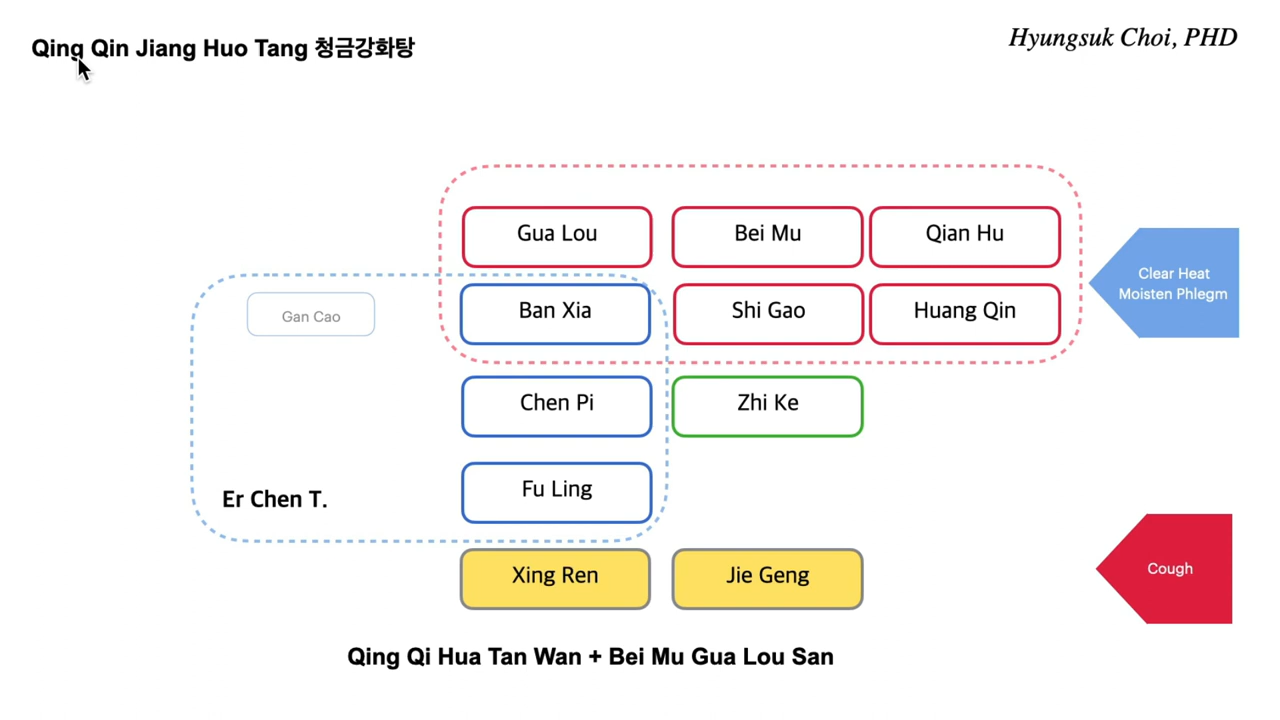 Qing Qin Jiang Huo Tang 청금강화탕
Hyungsuk Choi, PHD
Gua Lou
Bei Mu
Qian Hu
Clear Heat
Moisten Phlegm
Gan Cao
Ban Xia
Shi Gao
Huang Qin
Chen Pi
Zhi Ke
Er Chen T.
Fu Ling
Xing Ren
Jie Geng
Cough
Qing Qi Hua Tan Wan + Bei Mu Gua Lou San